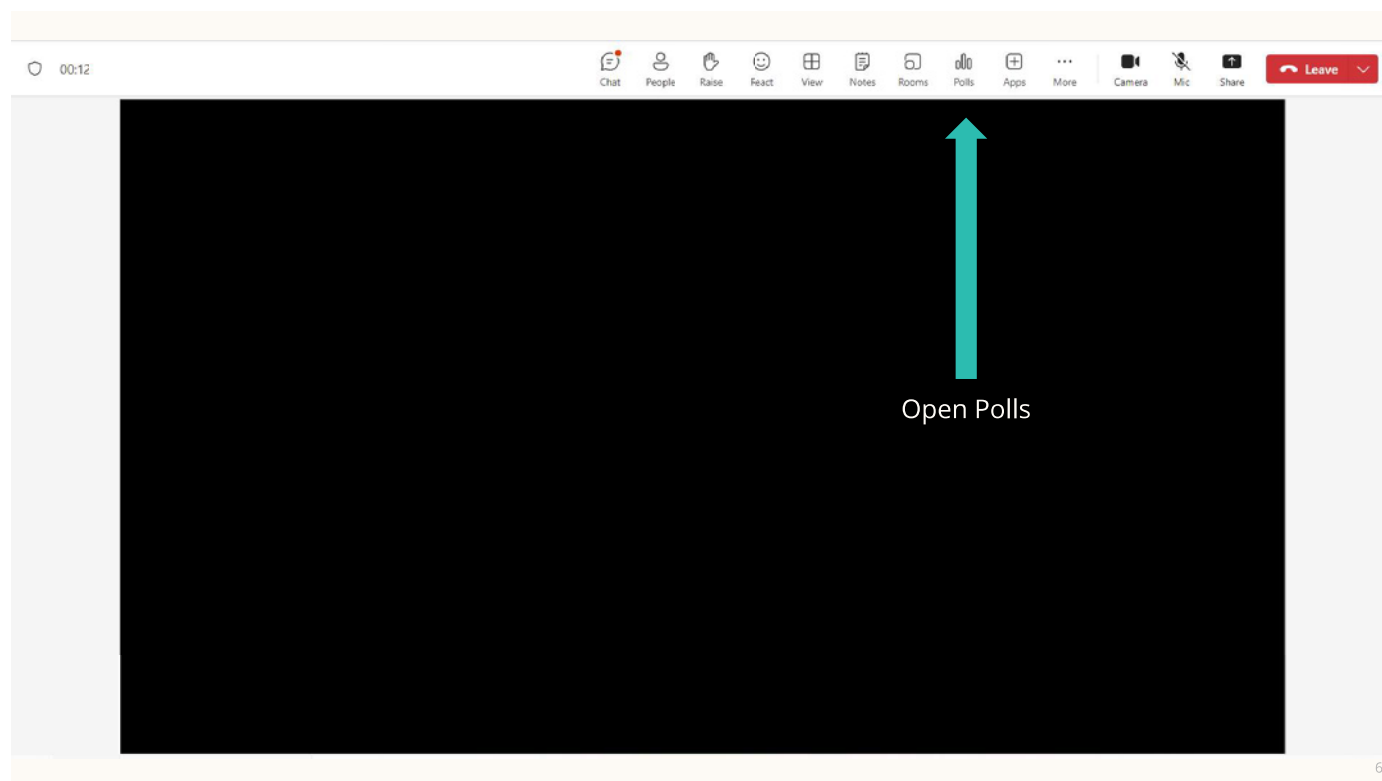 00:12
Chat People Raise React View Notes Rooms Polls Apps More Camera Mic Share Leave
Open Polls
6